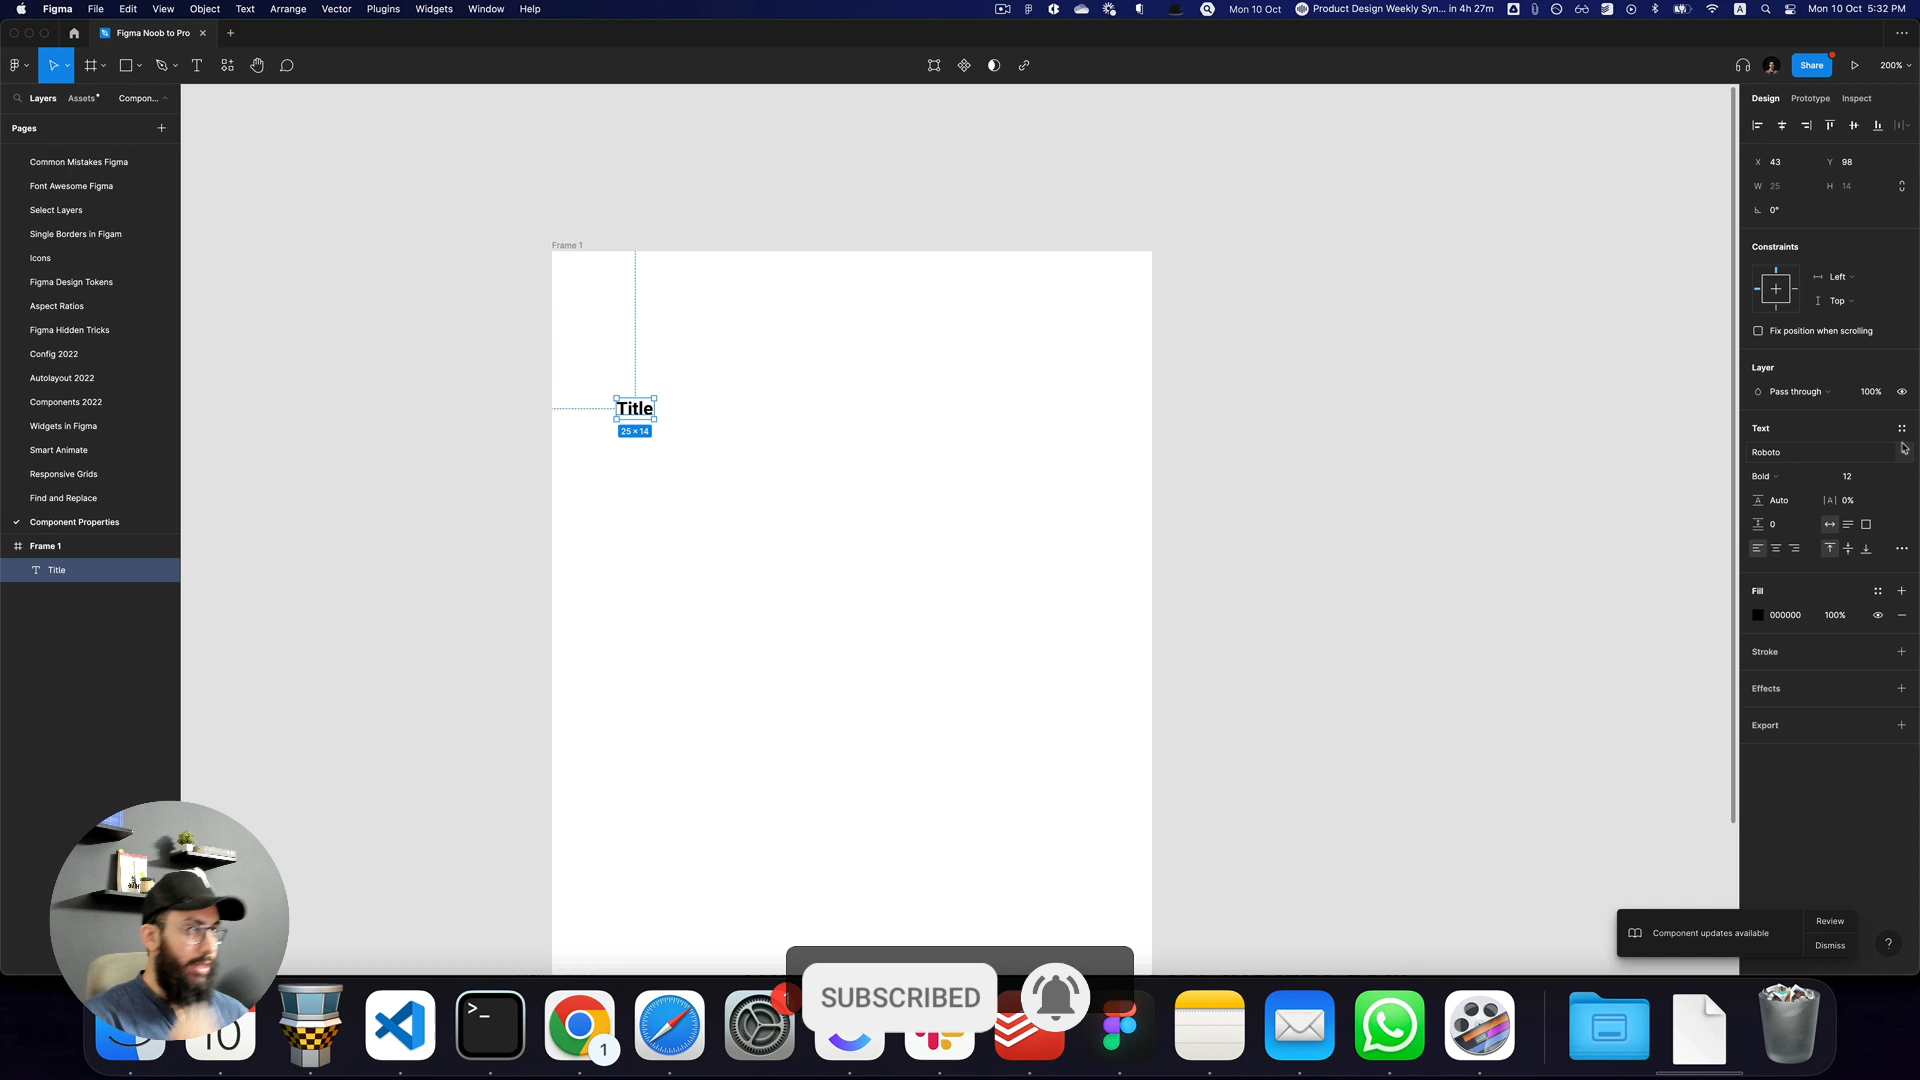 Figma File Edit View Object Text Arrange Vector Plugins Widgets Window Help
Mon 10 Oct Product Design Weekly Syn... in 4h 27m A Mon 10 Oct 5:32 PM
Figma Noob to Pro
Share 200%
Layers Assets Compon...
Design Prototype Inspect
Pages
Common Mistakes Figma
Font Awesome Figma
Select Layers
Single Borders in Figam
Icons
Figma Design Tokens
Aspect Ratios
Figma Hidden Tricks
Config 2022
Autolayout 2022
Components 2022
Widgets in Figma
Smart Animate
Responsive Grids
Find and Replace
Component Properties
Frame 1
Title
Frame 1
Title
25 × 14
X 43 Y 98
W 25 H 14
0°
Constraints
Left
Top
Fix position when scrolling
Layer
Pass through 100%
Text
Roboto
Bold 12
Auto 0%
0
Fill
000000 100%
Stroke
Effects
Export
Component updates available
Review
Dismiss
?
SUBSCRIBED
10
1
1